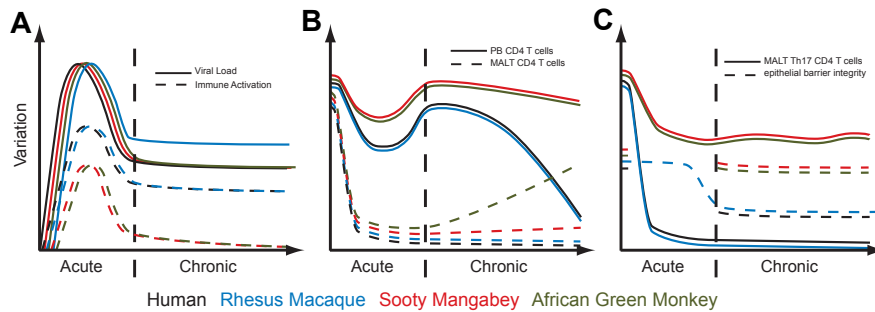 A
B
C
Viral Load
Immune Activation
PB CD4 T cells
MALT CD4 T cells
MALT Th17 CD4 T cells
epithelial barrier integrity
Variation
Acute Chronic
Acute Chronic
Acute Chronic
Human Rhesus Macaque Sooty Mangabey African Green Monkey